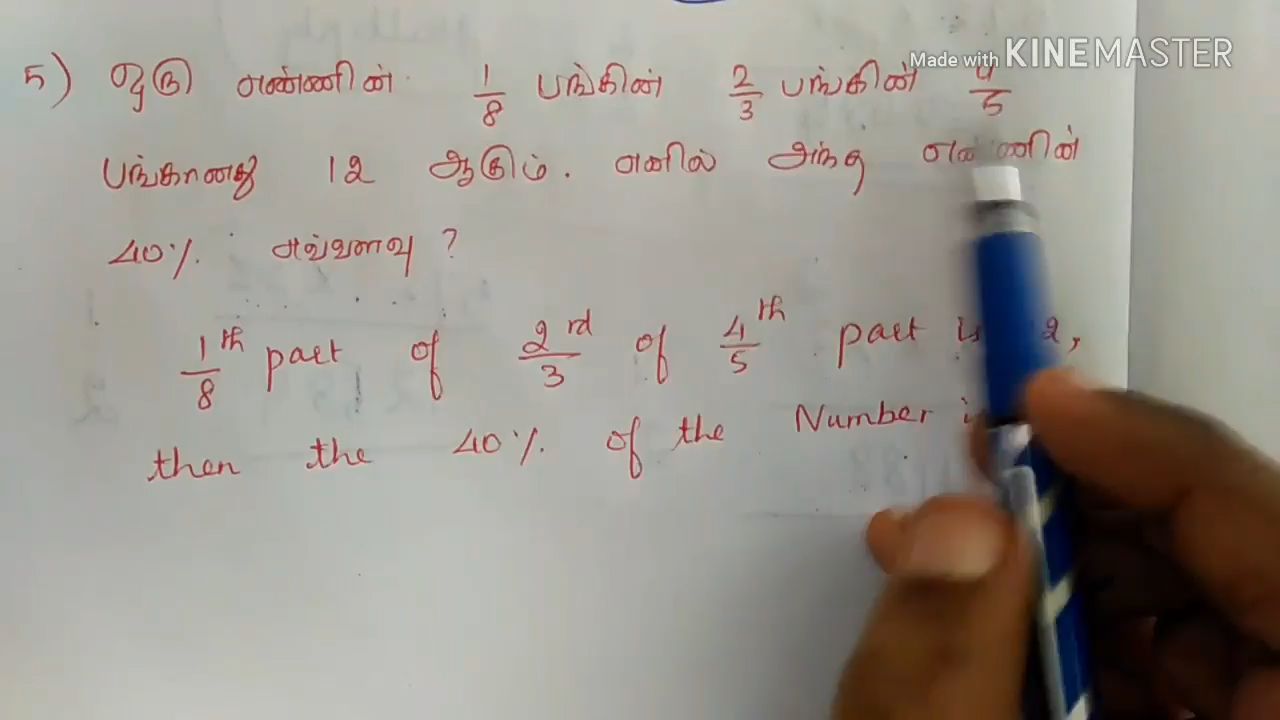 Made with KINEMASTER
5) ஒரு எண்ணின் 1/8 பங்கின் 2/3 பங்கின் 4/5
பங்கானது 12 ஆகும். எனில் அந்த எண்ணின்
40% எவ்வளவு ?
1/8 th part of 2/3 rd of 4/5 th part is 12,
then the 40% of the Number